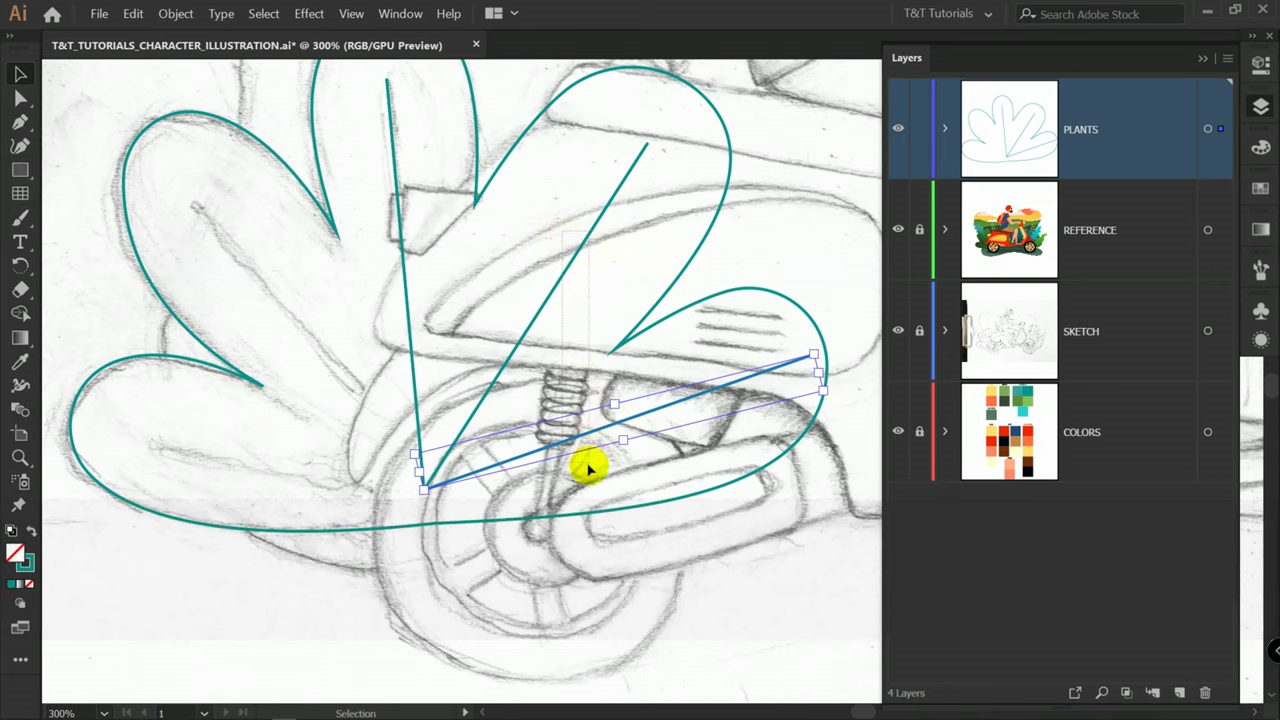 Ai File Edit Object Type Select Effect View Window Help T&T Tutorials Search Adobe Stock
T&T_TUTORIALS_CHARACTER_ILLUSTRATION.ai* @ 300% (RGB/GPU Preview)
Layers
PLANTS
REFERENCE
SKETCH
COLORS
4 Layers
300% 1 Selection